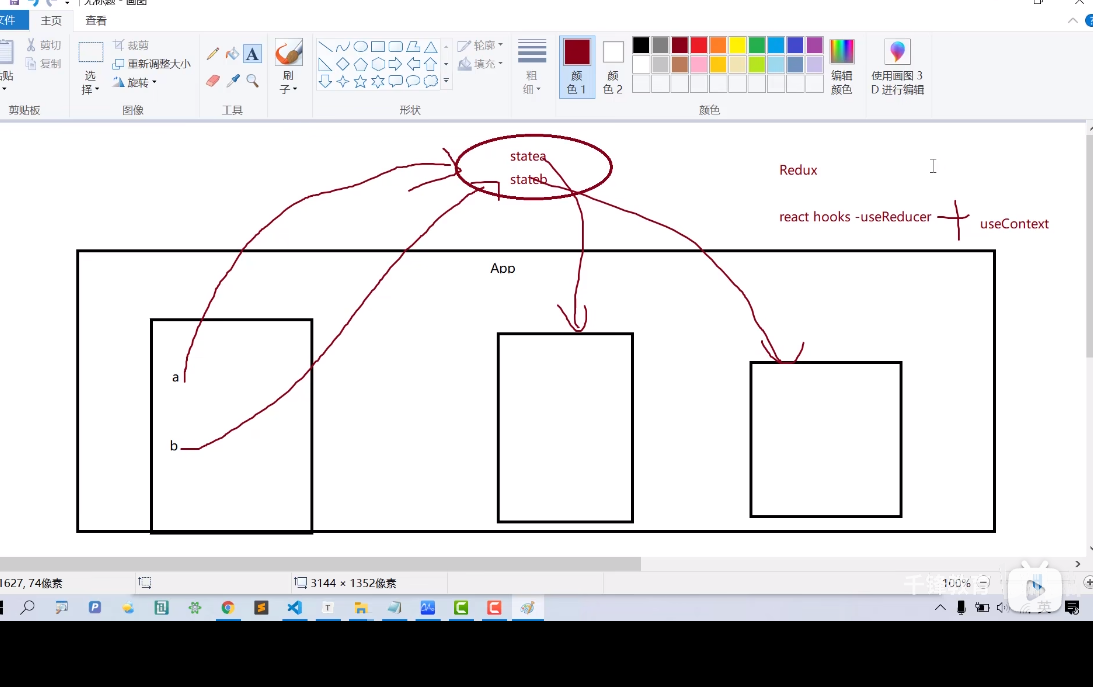 无标题 - 画图
文件
主页
查看
剪切
复制
剪贴板
选
择
裁剪
重新调整大小
旋转
图像
A
工具
刷
子
轮廓
填充
形状
粗
细
颜
色 1
颜
色 2
编辑
颜色
颜色
使用画图 3
D 进行编辑
statea
stateb
Redux
react hooks -useReducer
useContext
App
a
b
1627, 74像素
3144 × 1352像素
100%
英